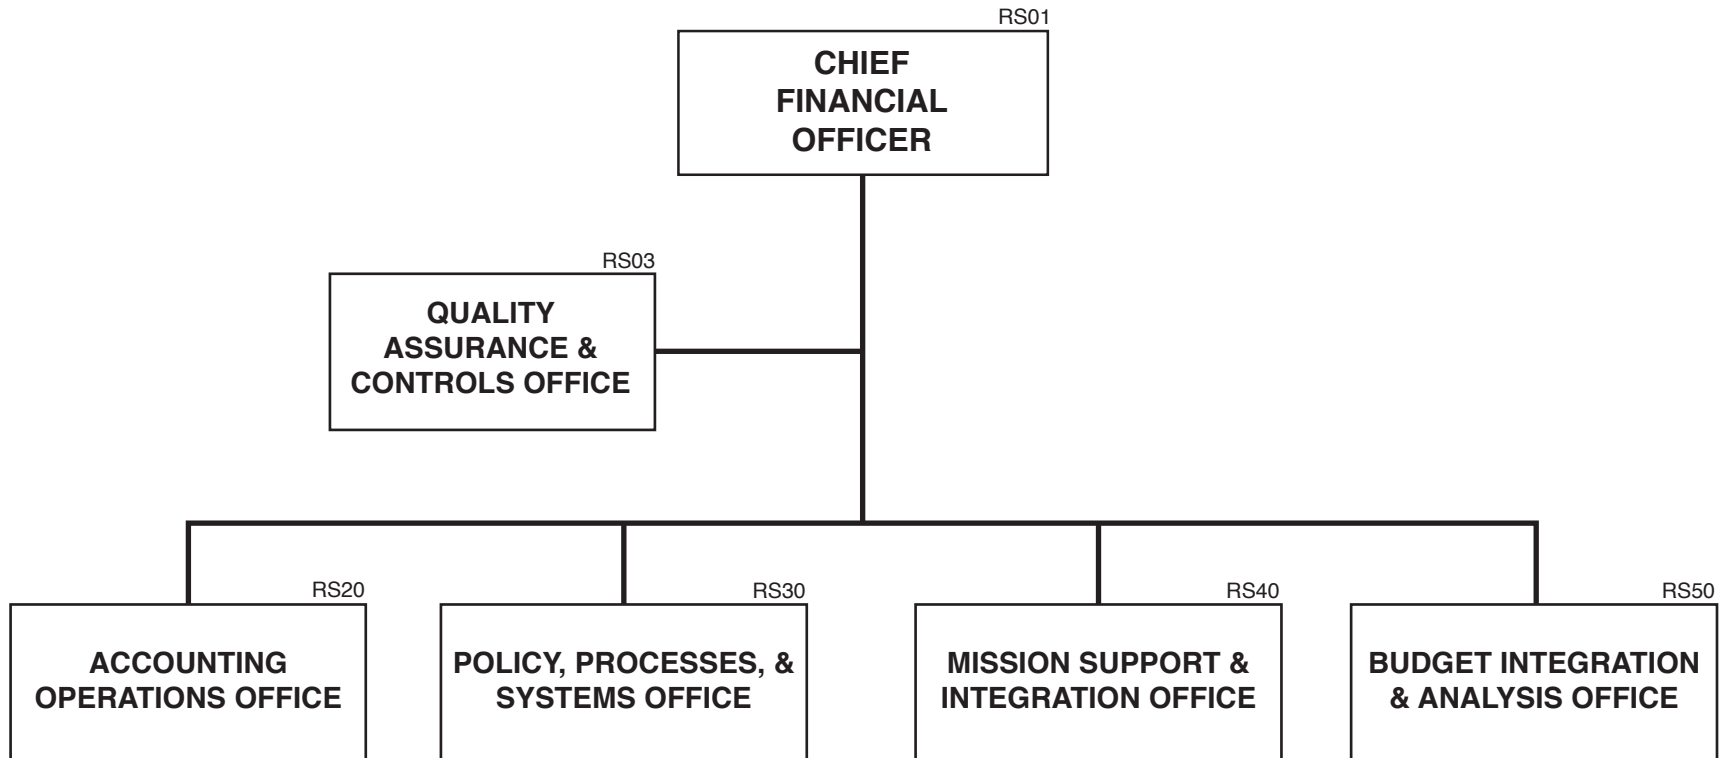 RS01
CHIEF
FINANCIAL
OFFICER
RS03
QUALITY
ASSURANCE &
CONTROLS OFFICE
RS20
ACCOUNTING
OPERATIONS OFFICE
RS30
POLICY, PROCESSES, &
SYSTEMS OFFICE
RS40
MISSION SUPPORT &
INTEGRATION OFFICE
RS50
BUDGET INTEGRATION
& ANALYSIS OFFICE